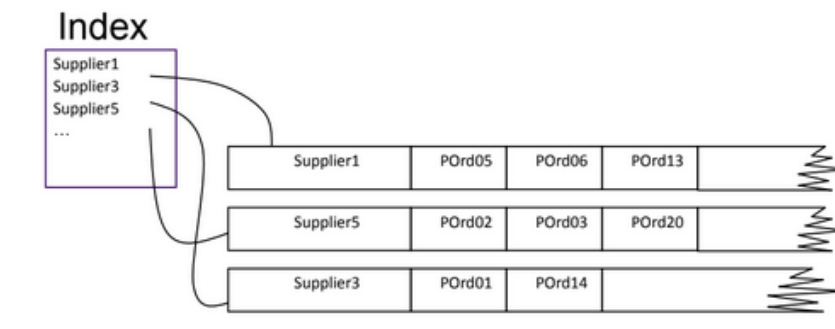 Index
Supplier1
Supplier3
Supplier5
...
Supplier1 POrd05 POrd06 POrd13
Supplier5 POrd02 POrd03 POrd20
Supplier3 POrd01 POrd14